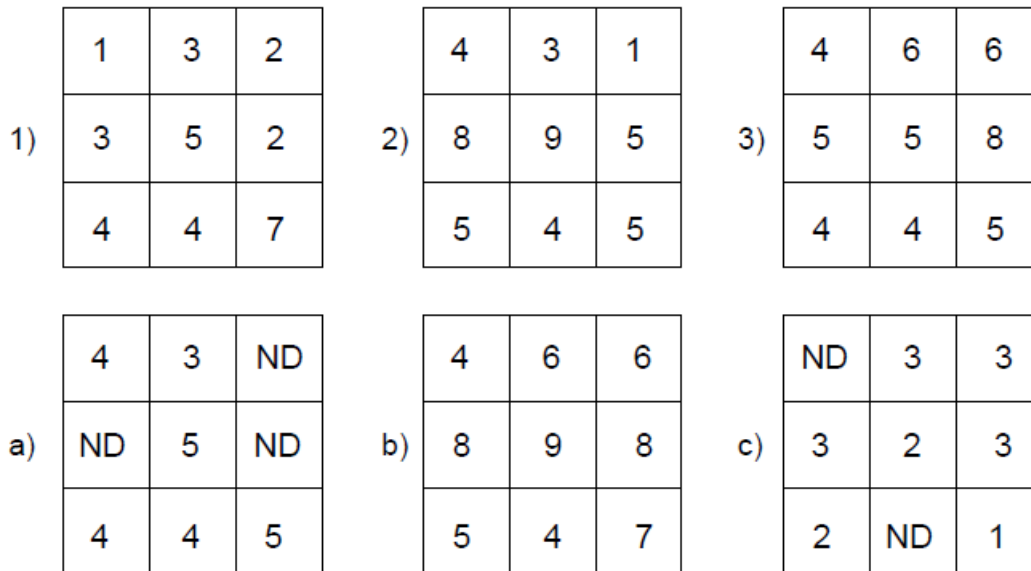 1 3 2 4 3 1 4 6 6
1) 3 5 2 2) 8 9 5 3) 5 5 8
4 4 7 5 4 5 4 4 5
4 3 ND 4 6 6 ND 3 3
a) ND 5 ND b) 8 9 8 c) 3 2 3
4 4 5 5 4 7 2 ND 1